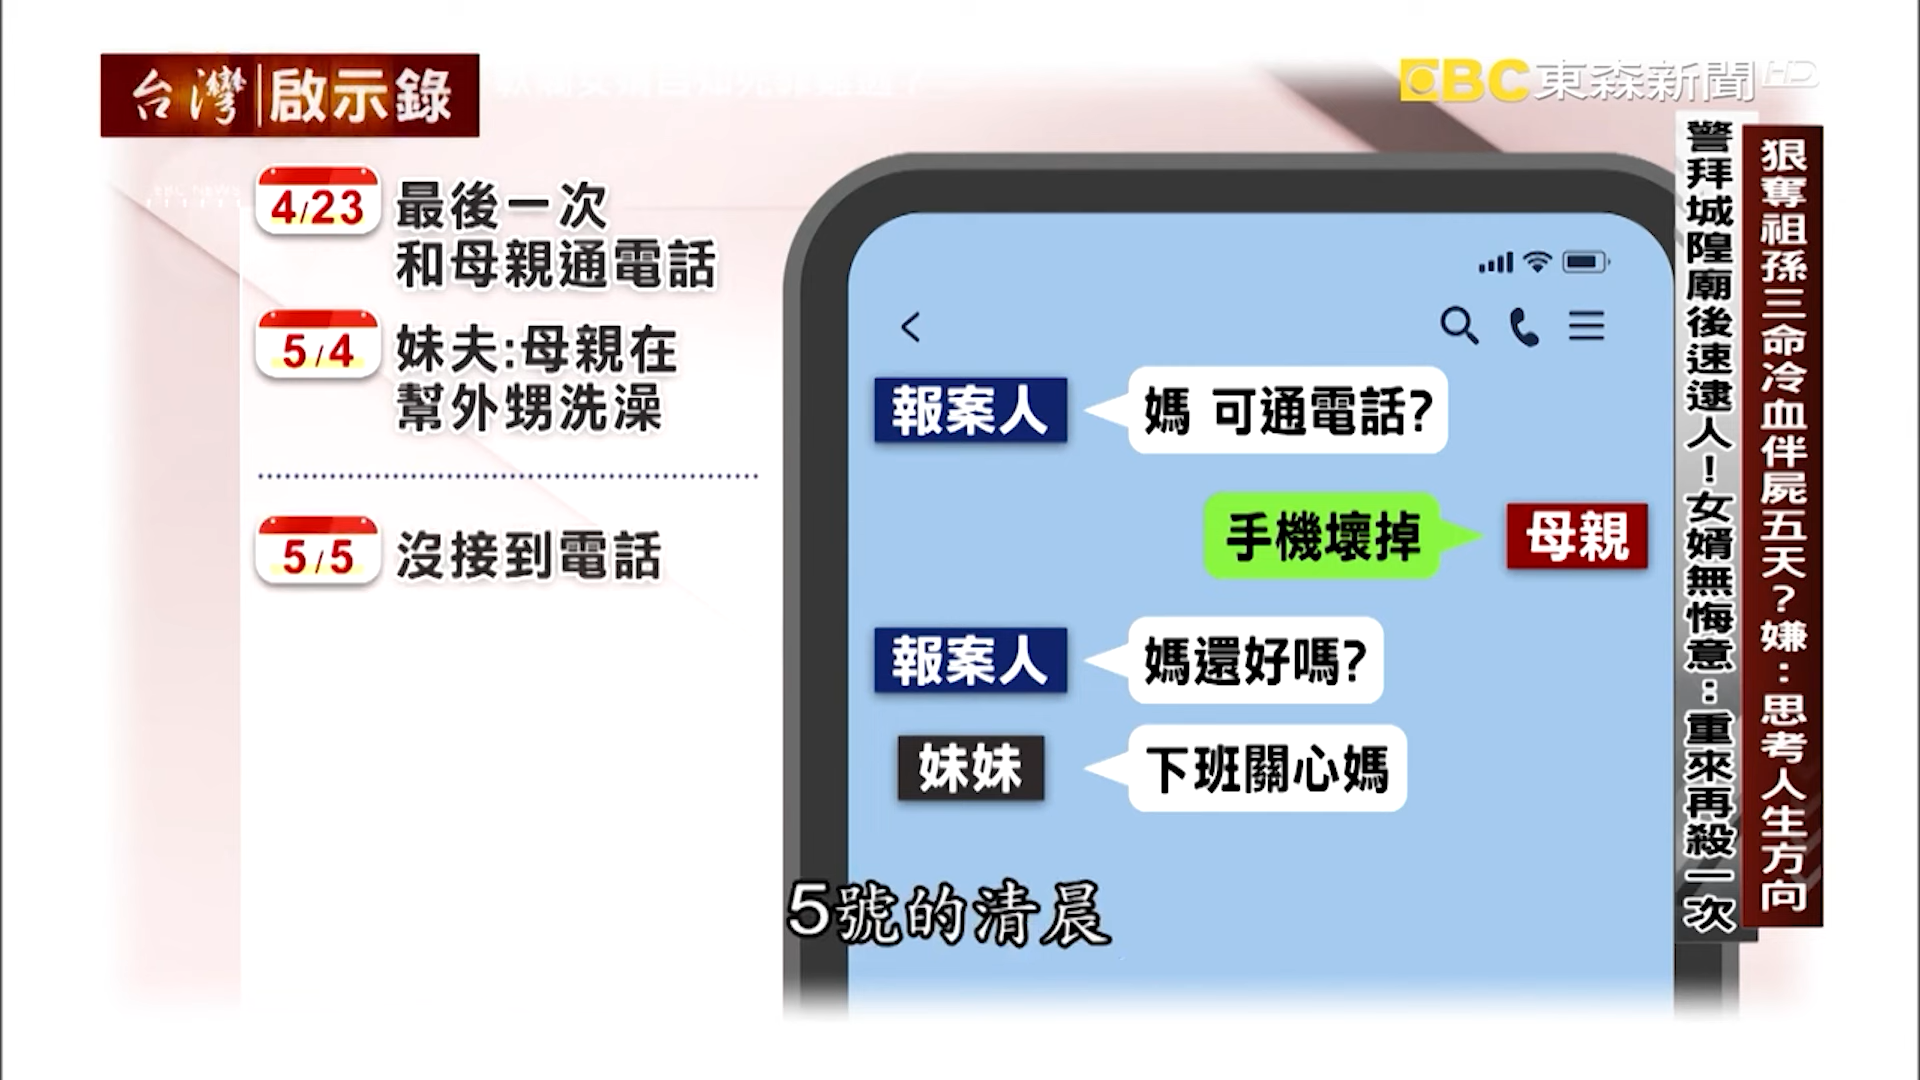 台灣啟示錄
EBC東森新聞HD
4/23
最後一次
和母親通電話
5/4
妹夫:母親在
幫外甥洗澡
5/5
沒接到電話
報案人
媽 可通電話?
手機壞掉
母親
報案人
媽還好嗎?
妹妹
下班關心媽
5號的清晨
狠奪祖孫三命冷血伴屍五天?嫌:思考人生方向
警拜城隍廟後速逮人!女婿無悔意:重來再殺一次